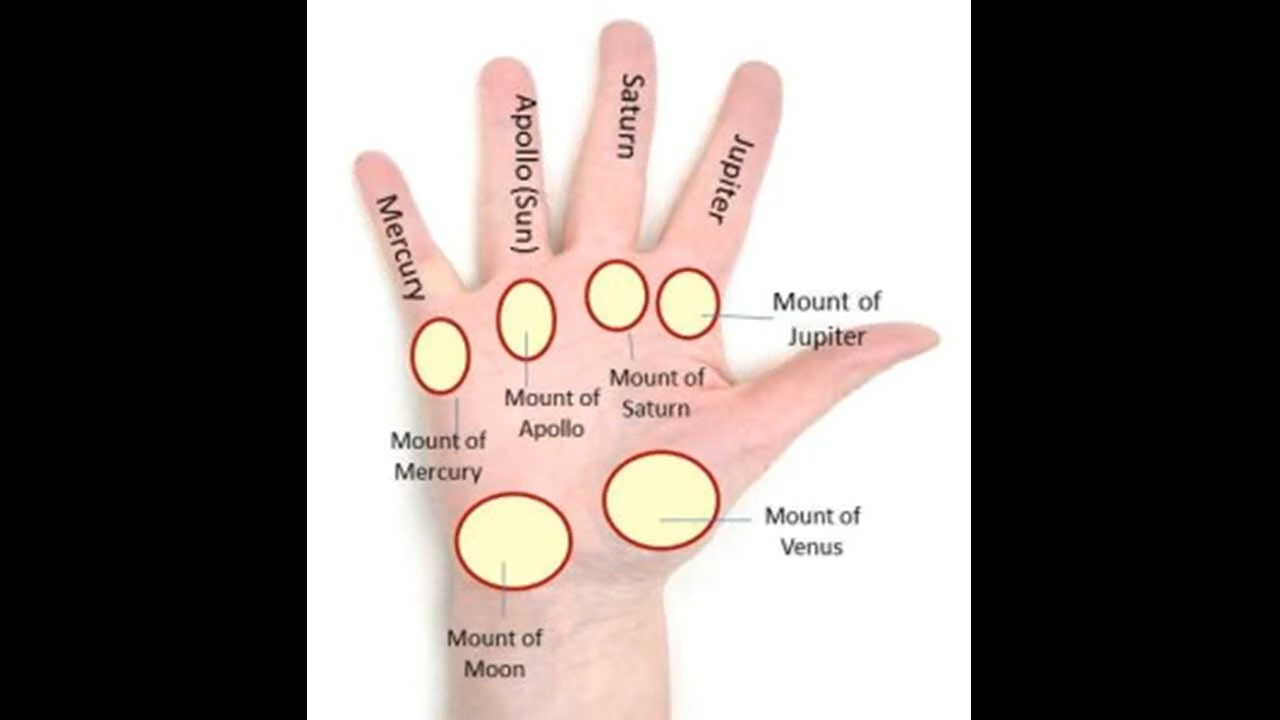 Mercury
Apollo (Sun)
Saturn
Jupiter
Mount of
Jupiter
Mount of
Saturn
Mount of
Apollo
Mount of
Mercury
Mount of
Venus
Mount of
Moon